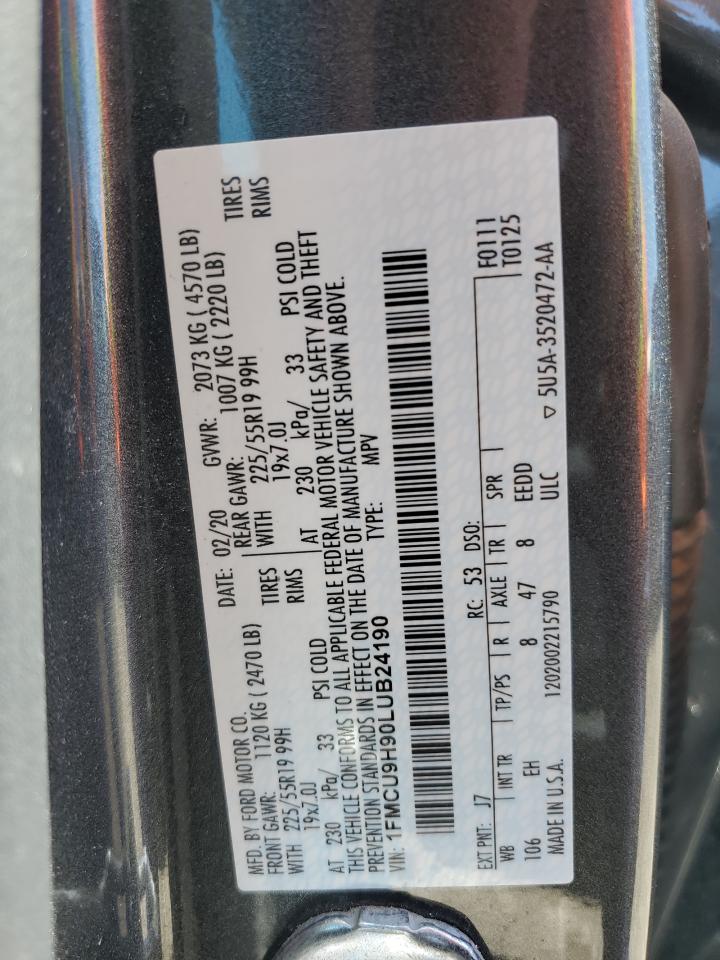 MFD. BY FORD MOTOR CO. DATE: 02/20 GVWR: 2073 KG ( 4570 LB)
FRONT GAWR: 1120 KG ( 2470 LB) REAR GAWR: 1007 KG ( 2220 LB)
WITH 225/55R19 99H TIRES WITH 225/55R19 99H TIRES
19x7.0J RIMS 19x7.0J RIMS
AT 230 kPa/ 33 PSI COLD AT 230 kPa/ 33 PSI COLD
THIS VEHICLE CONFORMS TO ALL APPLICABLE FEDERAL MOTOR VEHICLE SAFETY AND THEFT
PREVENTION STANDARDS IN EFFECT ON THE DATE OF MANUFACTURE SHOWN ABOVE.
VIN: 1FMCU9H90LUB24190 TYPE: MPV
F0111
EXT PNT: J7 RC: 53 DSO: T0125
WB INT TR TP/PS R AXLE TR SPR
106 EH 8 47 8 EEDD
MADE IN U.S.A. 1202002215790 ULC ▽ 5U5A-3520472-AA